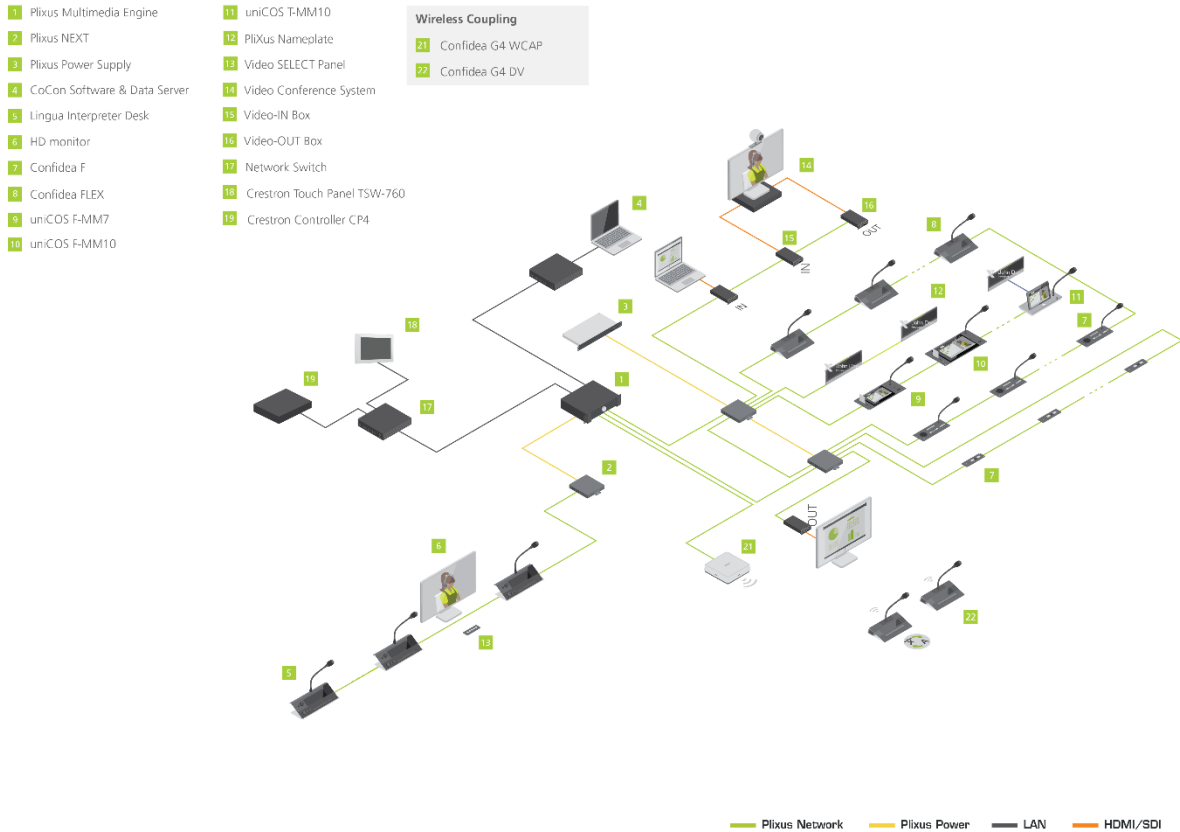 1 Plixus Multimedia Engine
2 Plixus NEXT
3 Plixus Power Supply
4 CoCon Software & Data Server
5 Lingua Interpreter Desk
6 HD monitor
7 Confidea F
8 Confidea FLEX
9 uniCOS F-MM7
10 uniCOS F-MM10
11 uniCOS T-MM10
12 PliXus Nameplate
13 Video SELECT Panel
14 Video Conference System
15 Video-IN Box
16 Video-OUT Box
17 Network Switch
18 Crestron Touch Panel TSW-760
19 Crestron Controller CP4
Wireless Coupling
21 Confidea G4 WCAP
22 Confidea G4 DV
14
4
16
OUT
8
15
IN
IN
12
11
3
7
18
10
1
19
9
17
2
7
OUT
6
21
22
13
5
Plixus Network
Plixus Power
LAN
HDMI/SDI